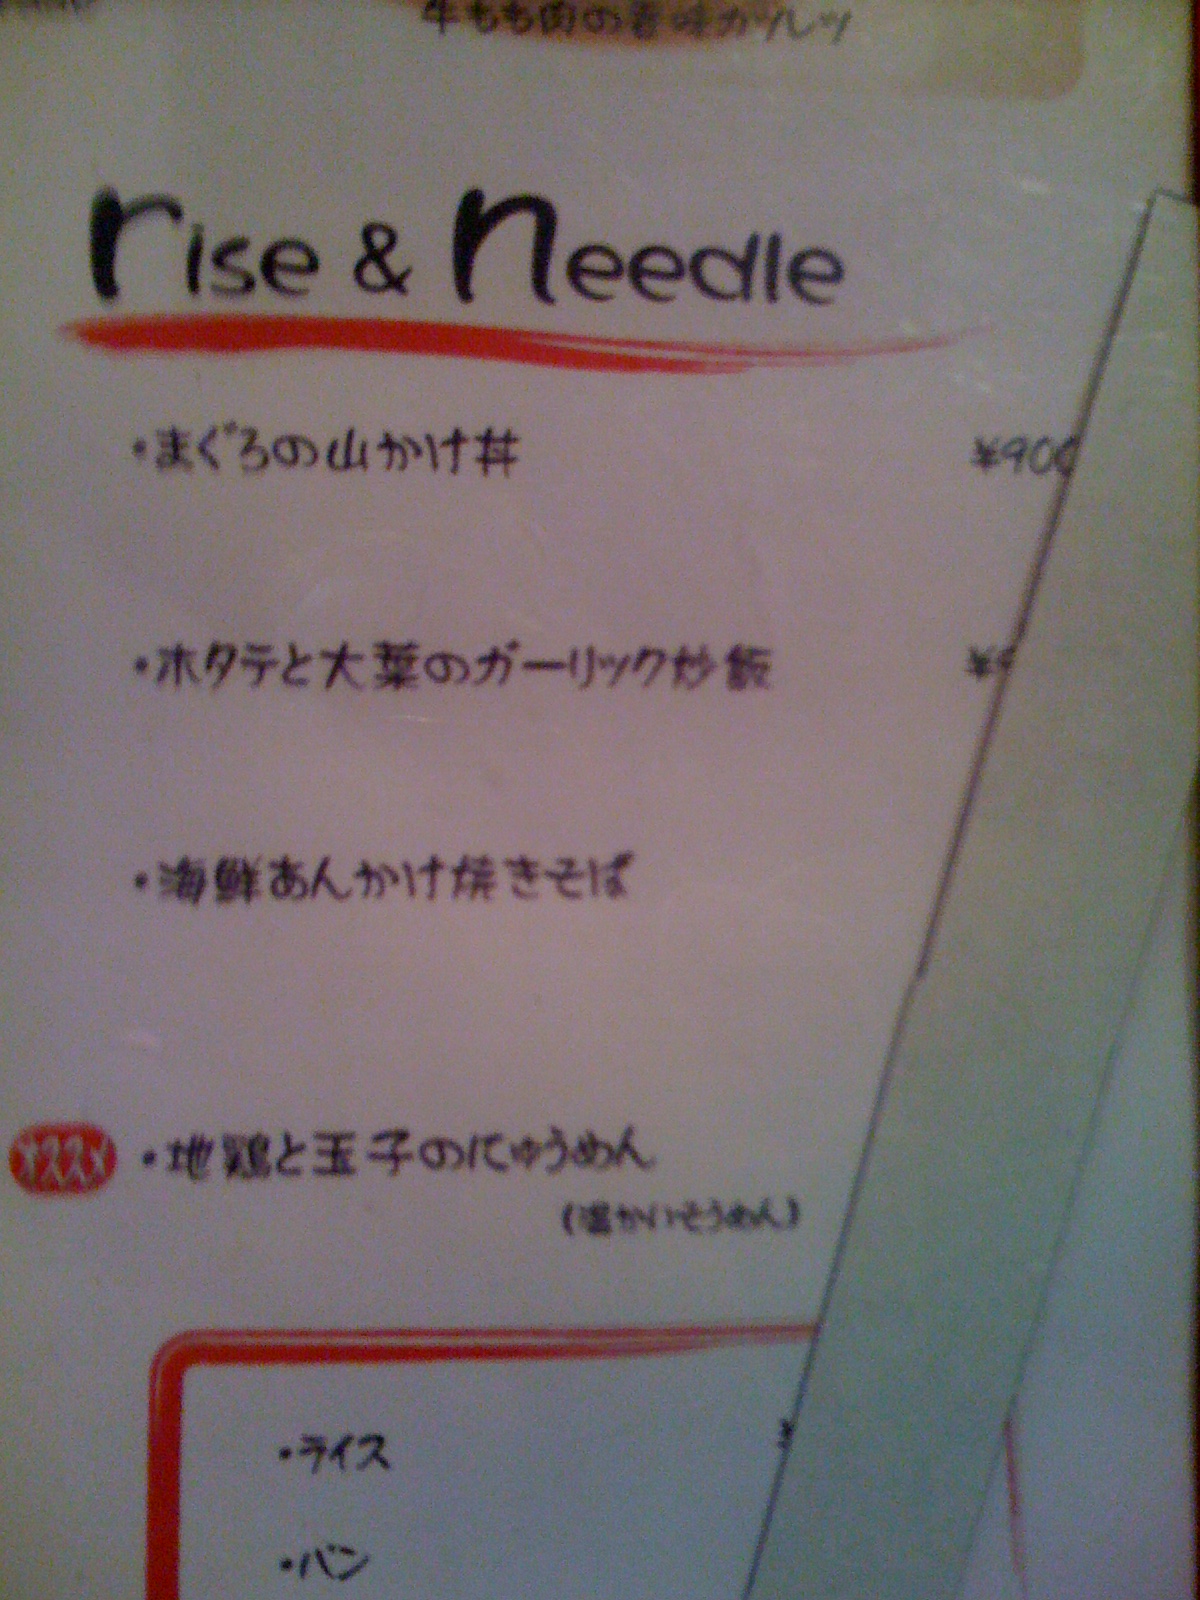 牛もも肉の香味カツレツ
rise & needle
・まぐろの山かけ丼 ¥900
・ホタテと大葉のガーリック炒飯 ¥
・海鮮あんかけ焼きそば
オススメ ・地鶏と玉子のにゅうめん
(温かいそうめん)
・ライス ¥
・パン